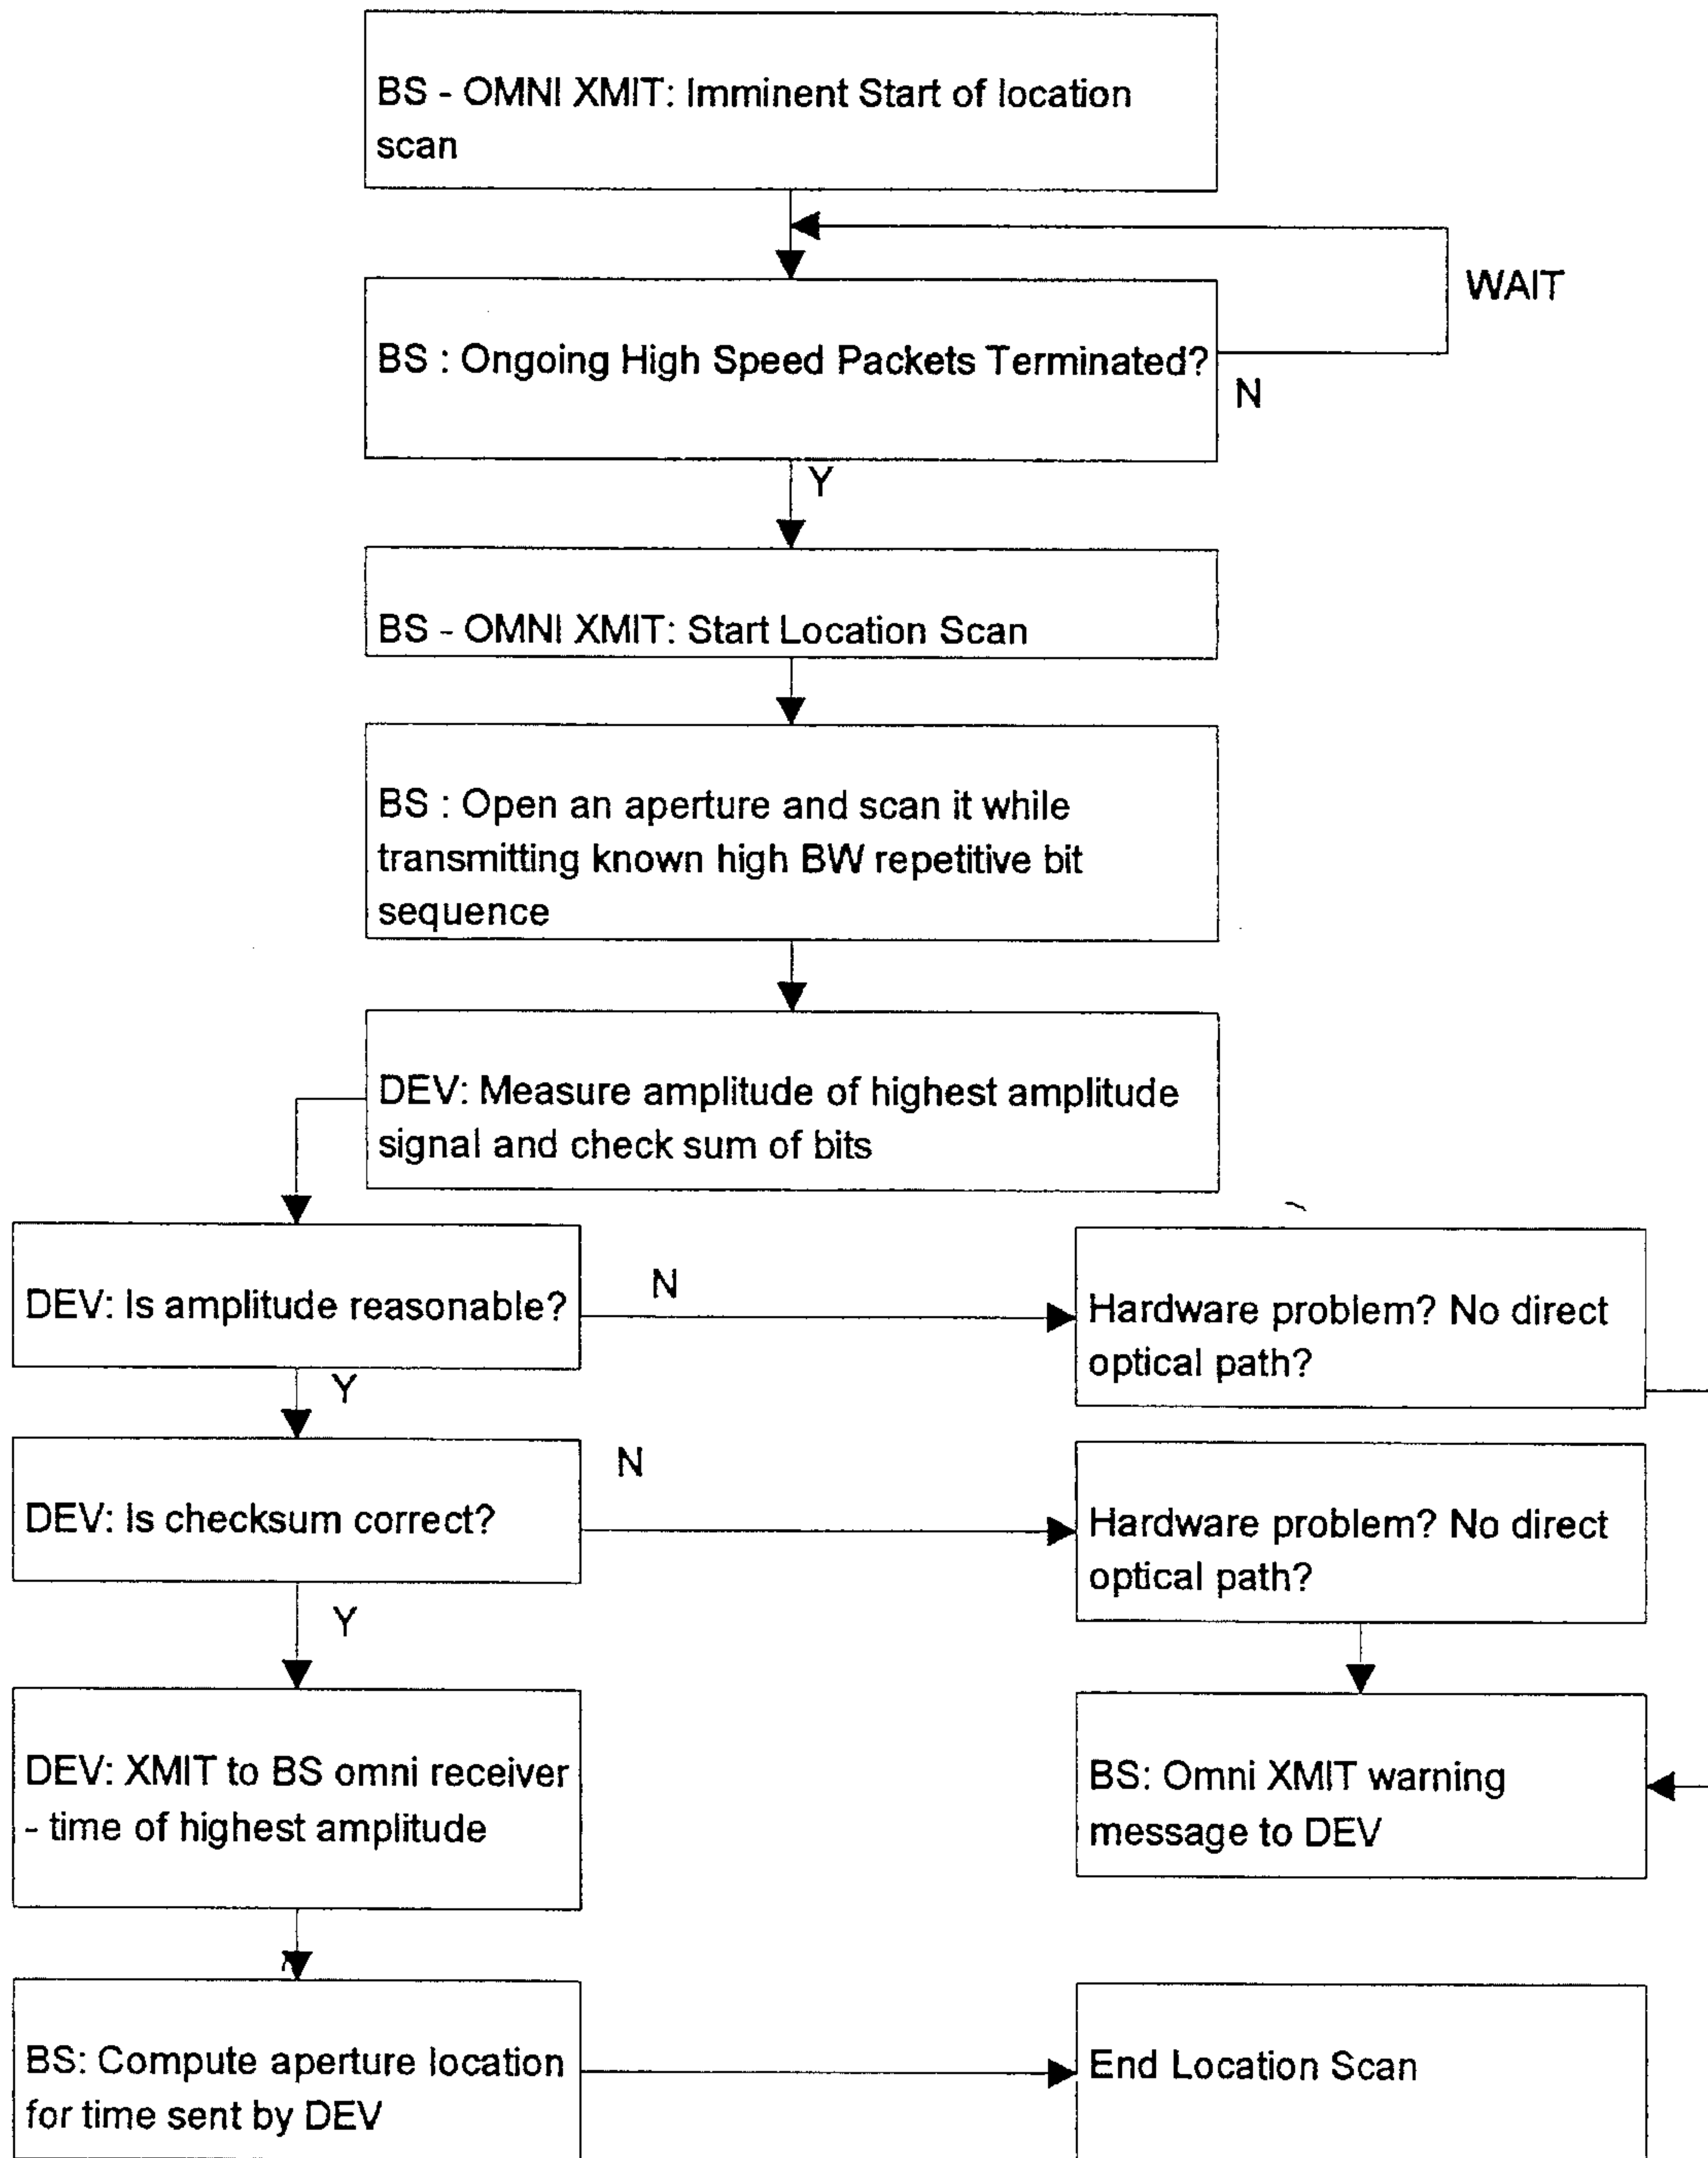 BS - OMNI XMIT: Imminent Start of location
scan
WAIT
BS : Ongoing High Speed Packets Terminated?
N
Y
BS - OMNI XMIT: Start Location Scan
BS : Open an aperture and scan it while
transmitting known high BW repetitive bit
sequence
DEV: Measure amplitude of highest amplitude
signal and check sum of bits
DEV: Is amplitude reasonable?
N
Hardware problem? No direct
optical path?
Y
DEV: Is checksum correct?
N
Hardware problem? No direct
optical path?
Y
DEV: XMIT to BS omni receiver
- time of highest amplitude
BS: Omni XMIT warning
message to DEV
BS: Compute aperture location
for time sent by DEV
End Location Scan